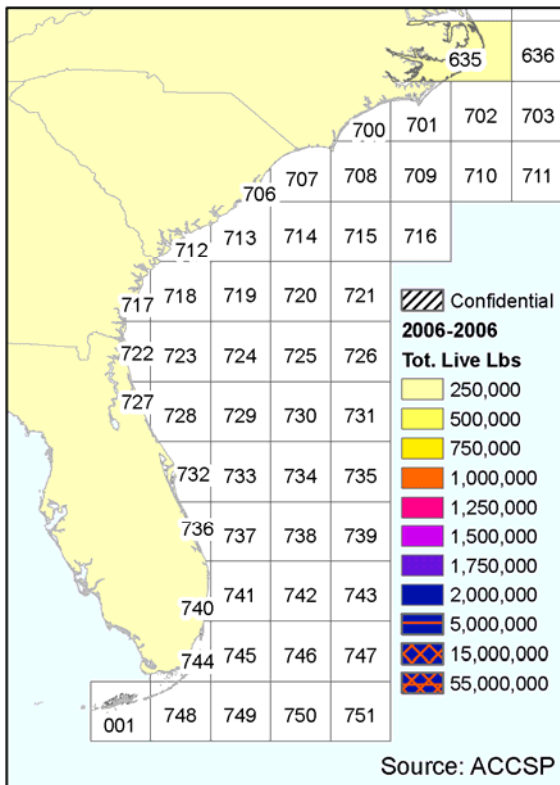 635 636
700 701 702 703
706 707 708 709 710 711
712 713 714 715 716
717 718 719 720 721
722 723 724 725 726
727 728 729 730 731
732 733 734 735
736 737 738 739
740 741 742 743
744 745 746 747
001 748 749 750 751
Confidential
2006-2006
Tot. Live Lbs
250,000
500,000
750,000
1,000,000
1,250,000
1,500,000
1,750,000
2,000,000
5,000,000
15,000,000
55,000,000
Source: ACCSP